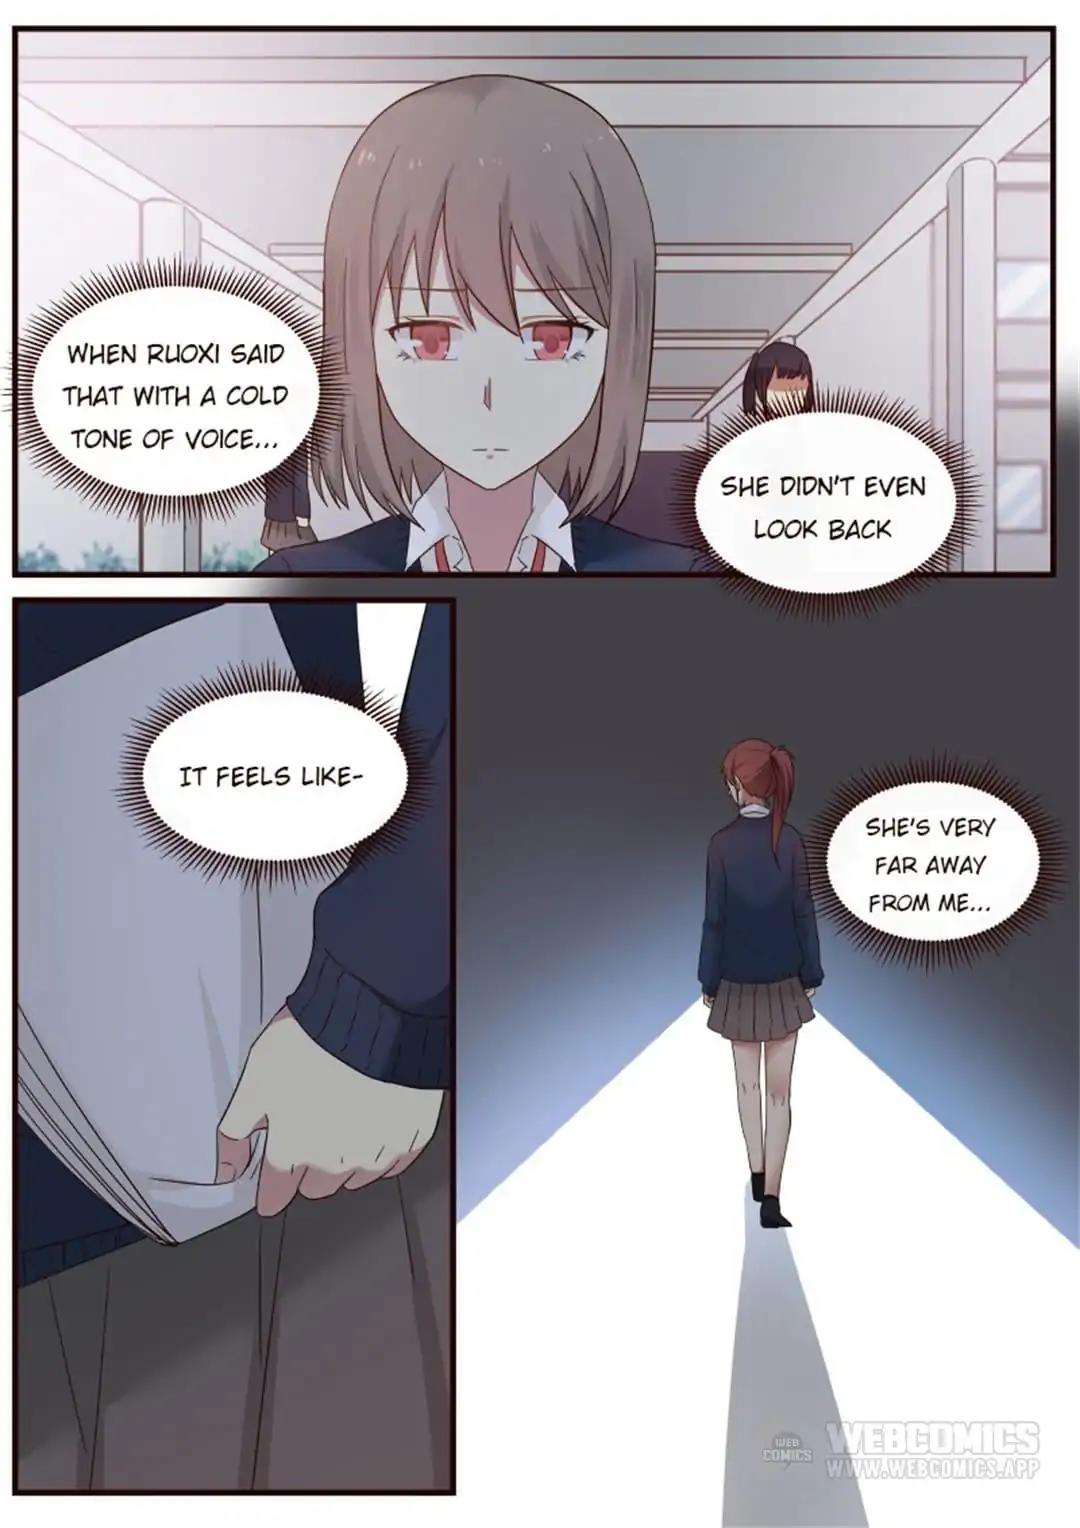 WHEN RUOXI SAID
THAT WITH A COLD
TONE OF VOICE...
SHE DIDN'T EVEN
LOOK BACK
IT FEELS LIKE-
SHE'S VERY
FAR AWAY
FROM ME...
WEB
COMICS
WEBCOMICS
WWW.WEBCOMICS.APP